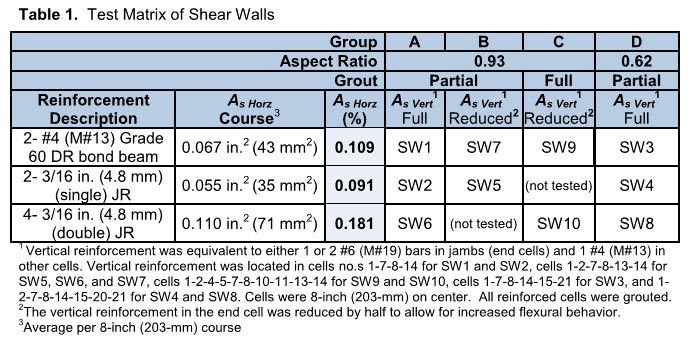 Table 1. Test Matrix of Shear Walls
Group A B C D
Aspect Ratio 0.93 0.62
Grout Partial Full Partial
Reinforcement Description As Horz Course3 As Horz (%) As Vert1 Full As Vert1 Reduced2 As Vert1 Reduced2 As Vert1 Full
2- #4 (M#13) Grade
60 DR bond beam 0.067 in.2 (43 mm2) 0.109 SW1 SW7 SW9 SW3
2- 3/16 in. (4.8 mm)
(single) JR 0.055 in.2 (35 mm2) 0.091 SW2 SW5 (not tested) SW4
4- 3/16 in. (4.8 mm)
(double) JR 0.110 in.2 (71 mm2) 0.181 SW6 (not tested) SW10 SW8
1 Vertical reinforcement was equivalent to either 1 or 2 #6 (M#19) bars in jambs (end cells) and 1 #4 (M#13) in
other cells. Vertical reinforcement was located in cells no.s 1-7-8-14 for SW1 and SW2, cells 1-2-7-8-13-14 for
SW5, SW6, and SW7, cells 1-2-4-5-7-8-10-11-13-14 for SW9 and SW10, cells 1-7-8-14-15-21 for SW3, and 1-
2-7-8-14-15-20-21 for SW4 and SW8. Cells were 8-inch (203-mm) on center. All reinforced cells were grouted.
2The vertical reinforcement in the end cell was reduced by half to allow for increased flexural behavior.
3Average per 8-inch (203-mm) course